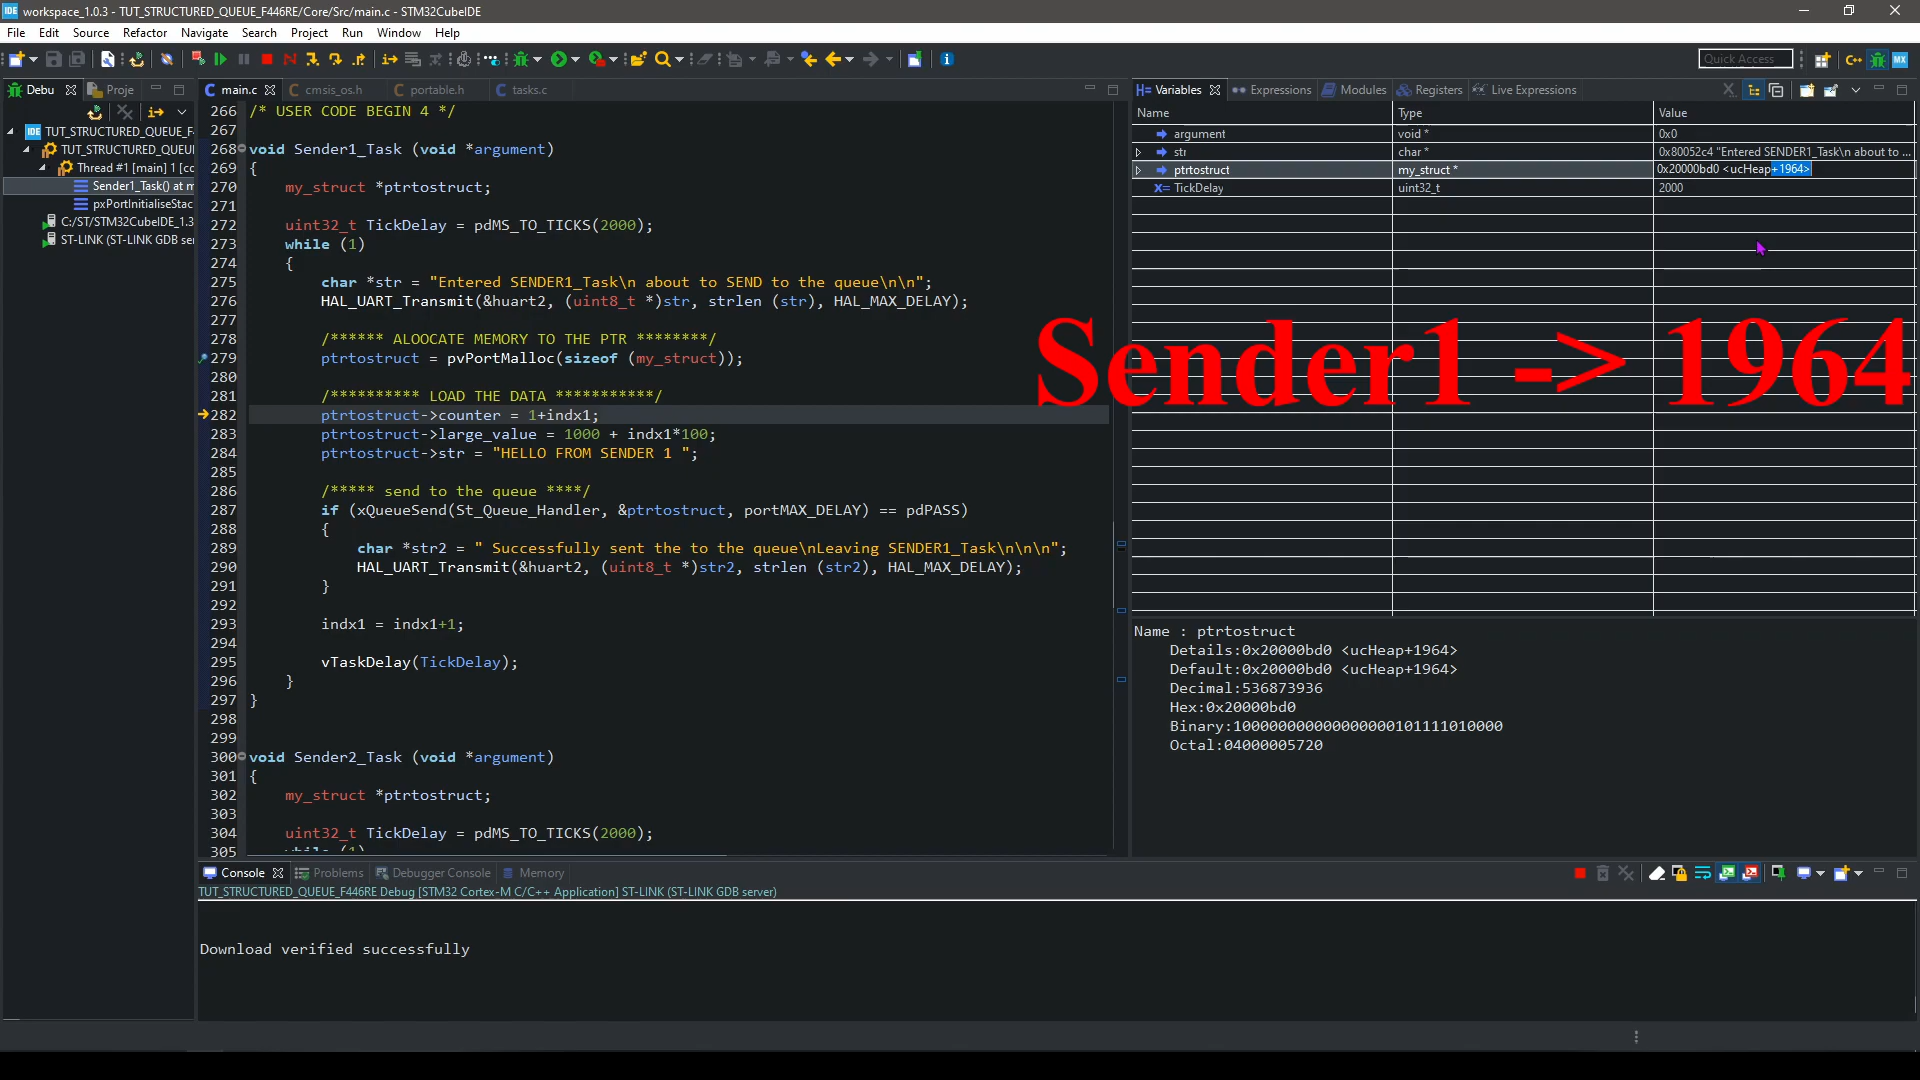 workspace_1.0.3 - TUT_STRUCTURED_QUEUE_F446RE/Core/Src/main.c - STM32CubeIDE
File Edit Source Refactor Navigate Search Project Run Window Help
Quick Access
Debu Proje
TUT_STRUCTURED_QUEUE_F
TUT_STRUCTURED_QUEUE
Thread #1 [main] 1 [cc
Sender1_Task() at m
pxPortInitialiseStac
C:/ST/STM32CubeIDE_1.3
ST-LINK (ST-LINK GDB se
main.c cmsis_os.h portable.h tasks.c
266 /* USER CODE BEGIN 4 */
267
268 void Sender1_Task (void *argument)
269 {
270 my_struct *ptrtostruct;
271
272 uint32_t TickDelay = pdMS_TO_TICKS(2000);
273 while (1)
274 {
275 char *str = "Entered SENDER1_Task\n about to SEND to the queue\n\n";
276 HAL_UART_Transmit(&huart2, (uint8_t *)str, strlen (str), HAL_MAX_DELAY);
277
278 /****** ALOOCATE MEMORY TO THE PTR ********/
279 ptrtostruct = pvPortMalloc(sizeof (my_struct));
280
281 /********** LOAD THE DATA ***********/
282 ptrtostruct->counter = 1+indx1;
283 ptrtostruct->large_value = 1000 + indx1*100;
284 ptrtostruct->str = "HELLO FROM SENDER 1 ";
285
286 /***** send to the queue ****/
287 if (xQueueSend(St_Queue_Handler, &ptrtostruct, portMAX_DELAY) == pdPASS)
288 {
289 char *str2 = " Successfully sent the to the queue\nLeaving SENDER1_Task\n\n\n";
290 HAL_UART_Transmit(&huart2, (uint8_t *)str2, strlen (str2), HAL_MAX_DELAY);
291 }
292
293 indx1 = indx1+1;
294
295 vTaskDelay(TickDelay);
296 }
297 }
298
299
300 void Sender2_Task (void *argument)
301 {
302 my_struct *ptrtostruct;
303
304 uint32_t TickDelay = pdMS_TO_TICKS(2000);
305 while (1)
Variables Expressions Modules Registers Live Expressions
Name Type Value
argument void * 0x0
str char * 0x80052c4 "Entered SENDER1_Task\n about to ...
ptrtostruct my_struct * 0x20000bd0 <ucHeap+1964>
TickDelay uint32_t 2000
Sender1 -> 1964
Name : ptrtostruct
Details:0x20000bd0 <ucHeap+1964>
Default:0x20000bd0 <ucHeap+1964>
Decimal:536873936
Hex:0x20000bd0
Binary:100000000000000000101111010000
Octal:04000005720
Console Problems Debugger Console Memory
TUT_STRUCTURED_QUEUE_F446RE Debug [STM32 Cortex-M C/C++ Application] ST-LINK (ST-LINK GDB server)
Download verified successfully